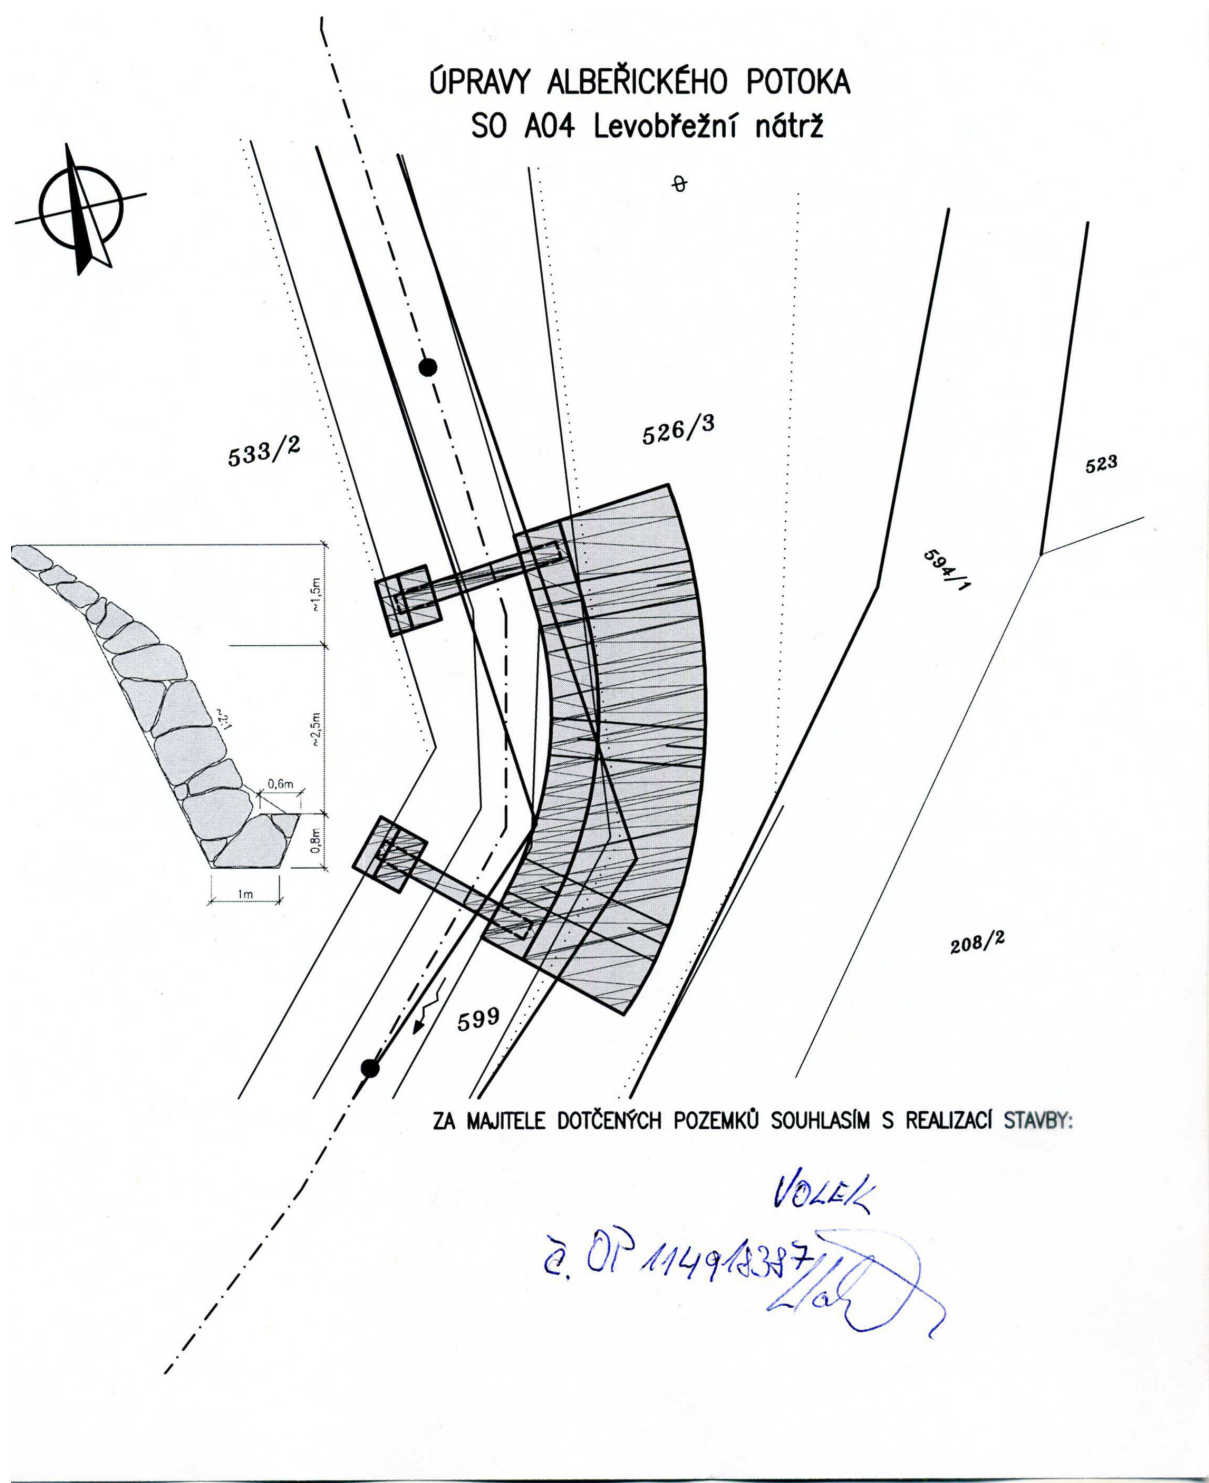 ÚPRAVY ALBEŘICKÉHO POTOKA
SO A04 Levobřežní nátrž
533/2
526/3
523
594/1
~1,5m
~2,5m
0,6m
0,8m
1m
208/2
599
ZA MAJITELE DOTČENÝCH POZEMKŮ SOUHLASÍM S REALIZACÍ STAVBY:
VOLEK
č. OP 114918387